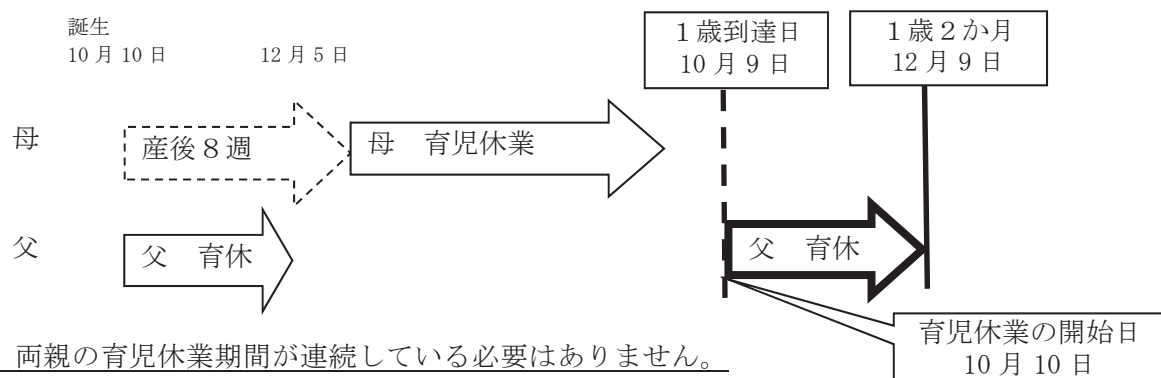 誕生
10月10日 12月5日
１歳到達日
10月9日
１歳２か月
12月9日
母
産後８週
母 育児休業
父
父 育休
父 育休
育児休業の開始日
10月10日
両親の育児休業期間が連続している必要はありません。